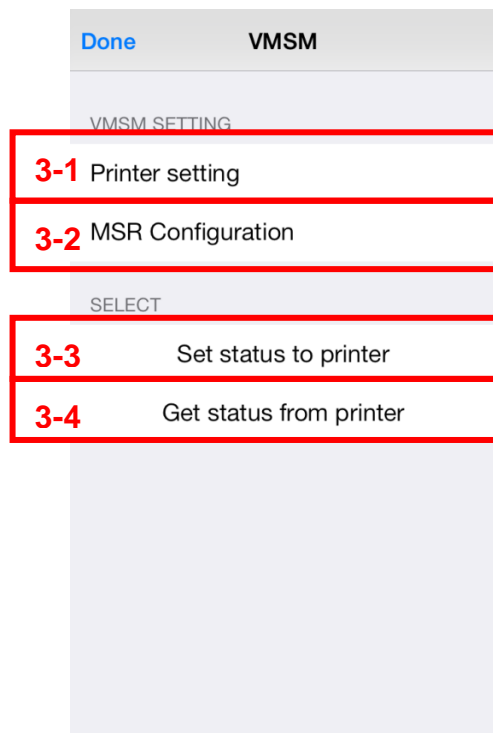 Done VMSM
VMSM SETTING
3-1 Printer setting
3-2 MSR Configuration
SELECT
3-3 Set status to printer
3-4 Get status from printer